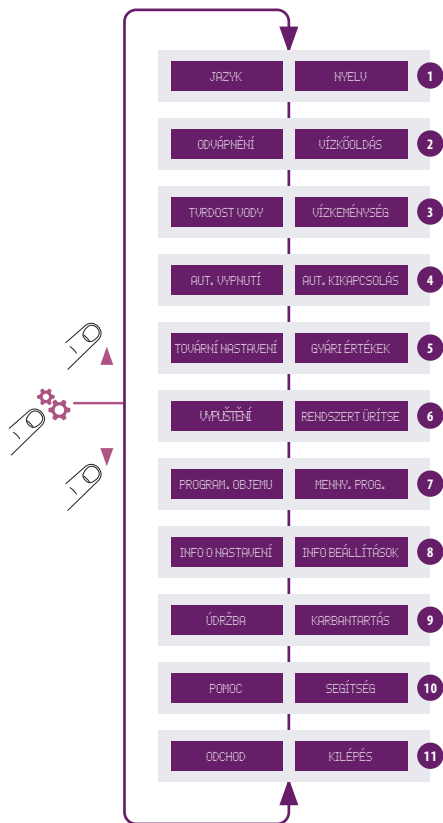 JAZYK NYELV 1
ODVÁPNĚNÍ VÍZKŐOLDÁS 2
TVRDOST VODY VÍZKEMÉNYSÉG 3
AUT. VYPNUTÍ AUT. KIKAPCSOLÁS 4
TOVÁRNÍ NASTAVENÍ GYÁRI ÉRTÉKEK 5
VYPUŠTĚNÍ RENDSZERT ÜRÍTSE 6
PROGRAM. OBJEMU MENNY. PROG. 7
INFO O NASTAVENÍ INFO BEÁLLÍTÁSOK 8
ÚDRŽBA KARBANTARTÁS 9
POMOC SEGÍTSÉG 10
ODCHOD KILÉPÉS 11